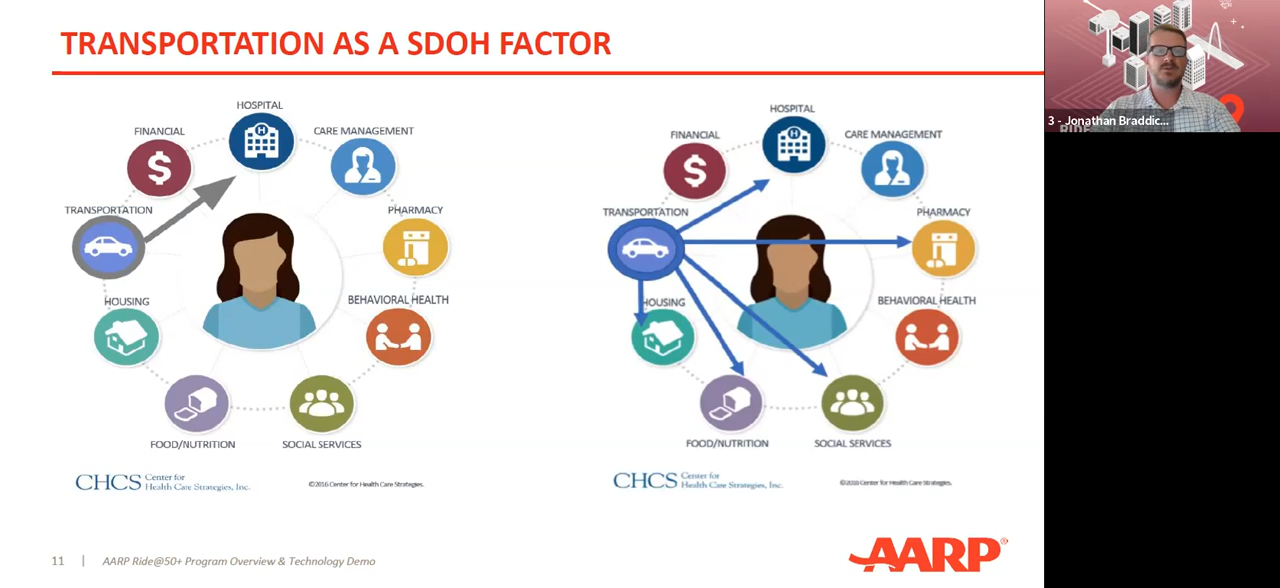 TRANSPORTATION AS A SDOH FACTOR
HOSPITAL
FINANCIAL
CARE MANAGEMENT
TRANSPORTATION
PHARMACY
HOUSING
BEHAVIORAL HEALTH
FOOD/NUTRITION
SOCIAL SERVICES
CHCS Center for
Health Care Strategies, Inc.
©2016 Center for Health Care Strategies.
HOSPITAL
FINANCIAL
CARE MANAGEMENT
TRANSPORTATION
PHARMACY
HOUSING
BEHAVIORAL HEALTH
FOOD/NUTRITION
SOCIAL SERVICES
CHCS Center for
Health Care Strategies, Inc.
©2016 Center for Health Care Strategies.
11 | AARP Ride@50+ Program Overview & Technology Demo
AARP®
3 - Jonathan Braddic...
RIDE